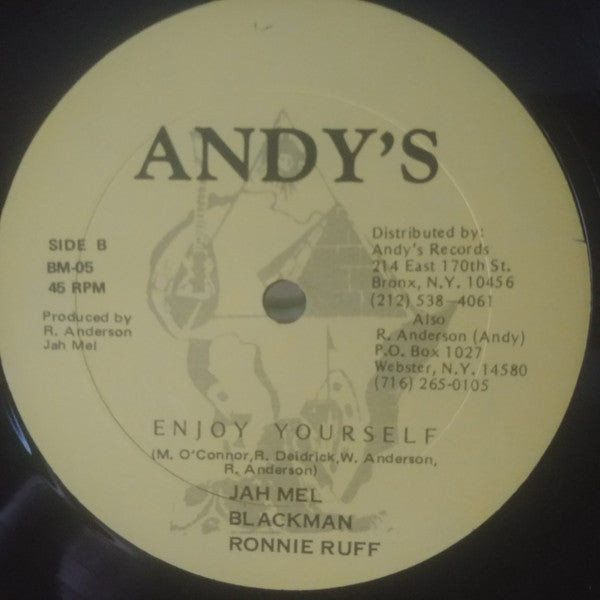 ANDY'S
SIDE B
BM-05
45 RPM
Produced by
R. Anderson
Jah Mel
Distributed by:
Andy's Records
214 East 170th St.
Bronx, N.Y. 10456
(212) 538-4061
Also
R. Anderson (Andy)
P.O. Box 1027
Webster, N.Y. 14580
(716) 265-0105
ENJOY YOURSELF
(M. O'Connor,R. Deidrick,W. Anderson,
R. Anderson)
JAH MEL
BLACKMAN
RONNIE RUFF